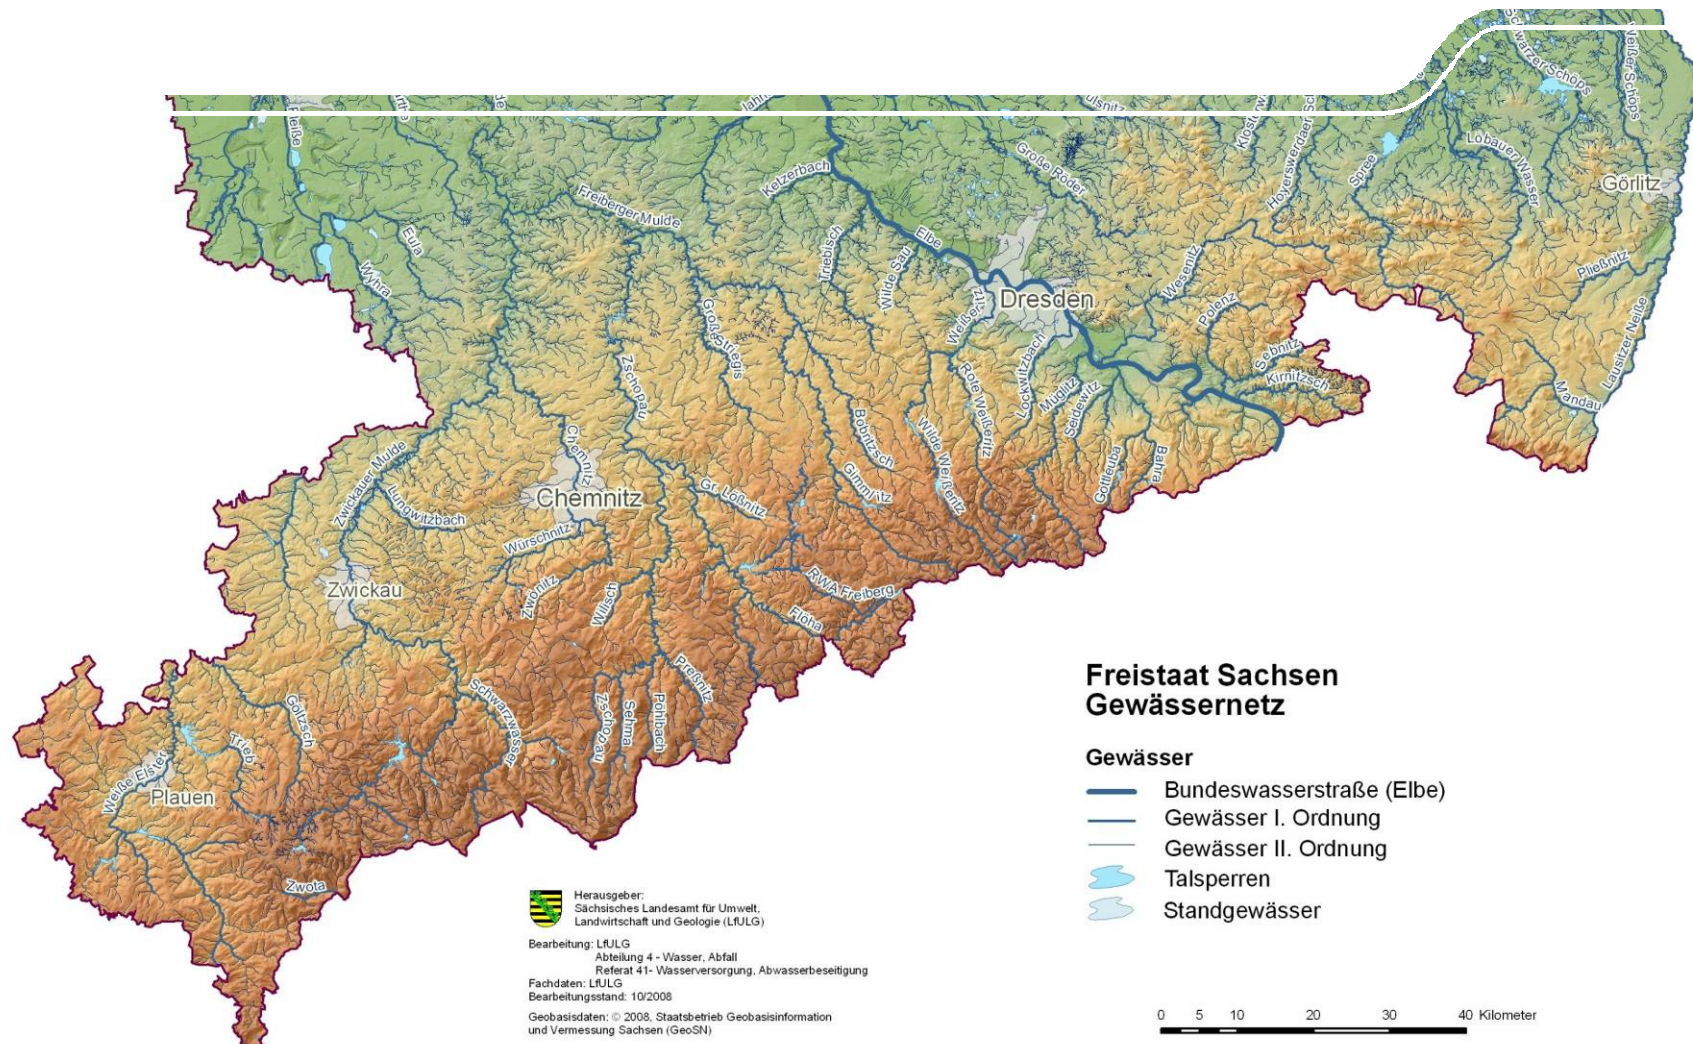 Schwarzer Schöps
Weißer Schöps
Löbauer Wasser
Spree
Görlitz
Große Röder
Ketzerbach
Freiberger Mulde
Eula
Wyhra
Triebisch
Wilde Sau
Elbe
Dresden
Wesenitz
Polenz
Pließnitz
Lausitzer Neiße
Große Striegis
Zschopau
Lockwitzbach
Müglitz
Seidewitz
Sebnitz
Kirnitzsch
Mandau
Rote Weißeritz
Wilde Weißeritz
Bobritzsch
Gimmlitz
Gottleuba
Bahra
Chemnitz
Zwickauer Mulde
Lungwitzbach
Chemnitz
Gr. Lößnitz
Würschnitz
Zwickau
Zwönitz
Wilisch
RWA Freiberg
Flöha
Preßnitz
Schwarzwasser
Zschopau
Sehma
Pöhlbach
Göltzsch
Trieb
Weiße Elster
Plauen
Zwota
Freistaat Sachsen
Gewässernetz
Gewässer
Bundeswasserstraße (Elbe)
Gewässer I. Ordnung
Gewässer II. Ordnung
Talsperren
Standgewässer
Herausgeber:
Sächsisches Landesamt für Umwelt,
Landwirtschaft und Geologie (LfULG)
Bearbeitung: LfULG
Abteilung 4 - Wasser, Abfall
Referat 41- Wasserversorgung, Abwasserbeseitigung
Fachdaten: LfULG
Bearbeitungsstand: 10/2008
Geobasisdaten: © 2008, Staatsbetrieb Geobasisinformation
und Vermessung Sachsen (GeoSN)
0 5 10 20 30 40 Kilometer